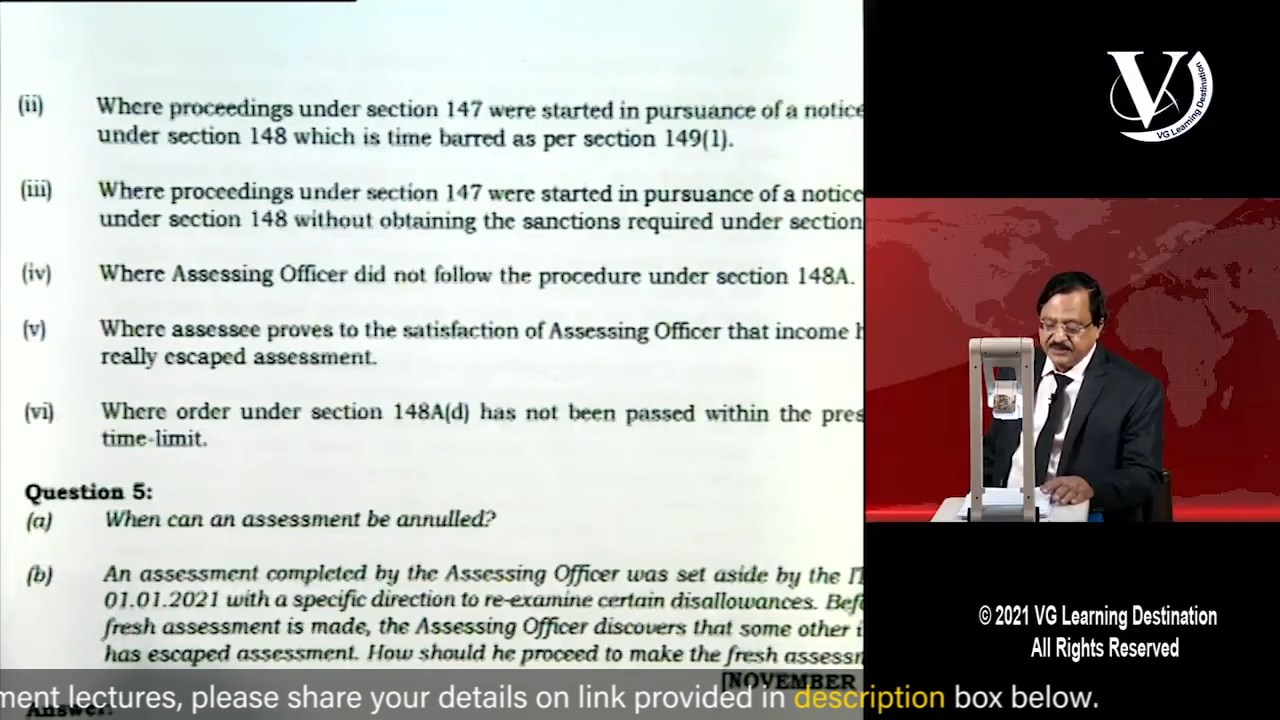 (ii) Where proceedings under section 147 were started in pursuance of a notice
under section 148 which is time barred as per section 149(1).
(iii) Where proceedings under section 147 were started in pursuance of a notice
under section 148 without obtaining the sanctions required under section
(iv) Where Assessing Officer did not follow the procedure under section 148A.
(v) Where assessee proves to the satisfaction of Assessing Officer that income
really escaped assessment.
(vi) Where order under section 148A(d) has not been passed within the pres
time-limit.
Question 5:
(a) When can an assessment be annulled?
(b) An assessment completed by the Assessing Officer was set aside by the
01.01.2021 with a specific direction to re-examine certain disallowances. Bef
fresh assessment is made, the Assessing Officer discovers that some other
has escaped assessment. How should he proceed to make the fresh assess
[NOVEMBER
Answer:
ment lectures, please share your details on link provided in description box below.
V
VG Learning Destination
© 2021 VG Learning Destination
All Rights Reserved